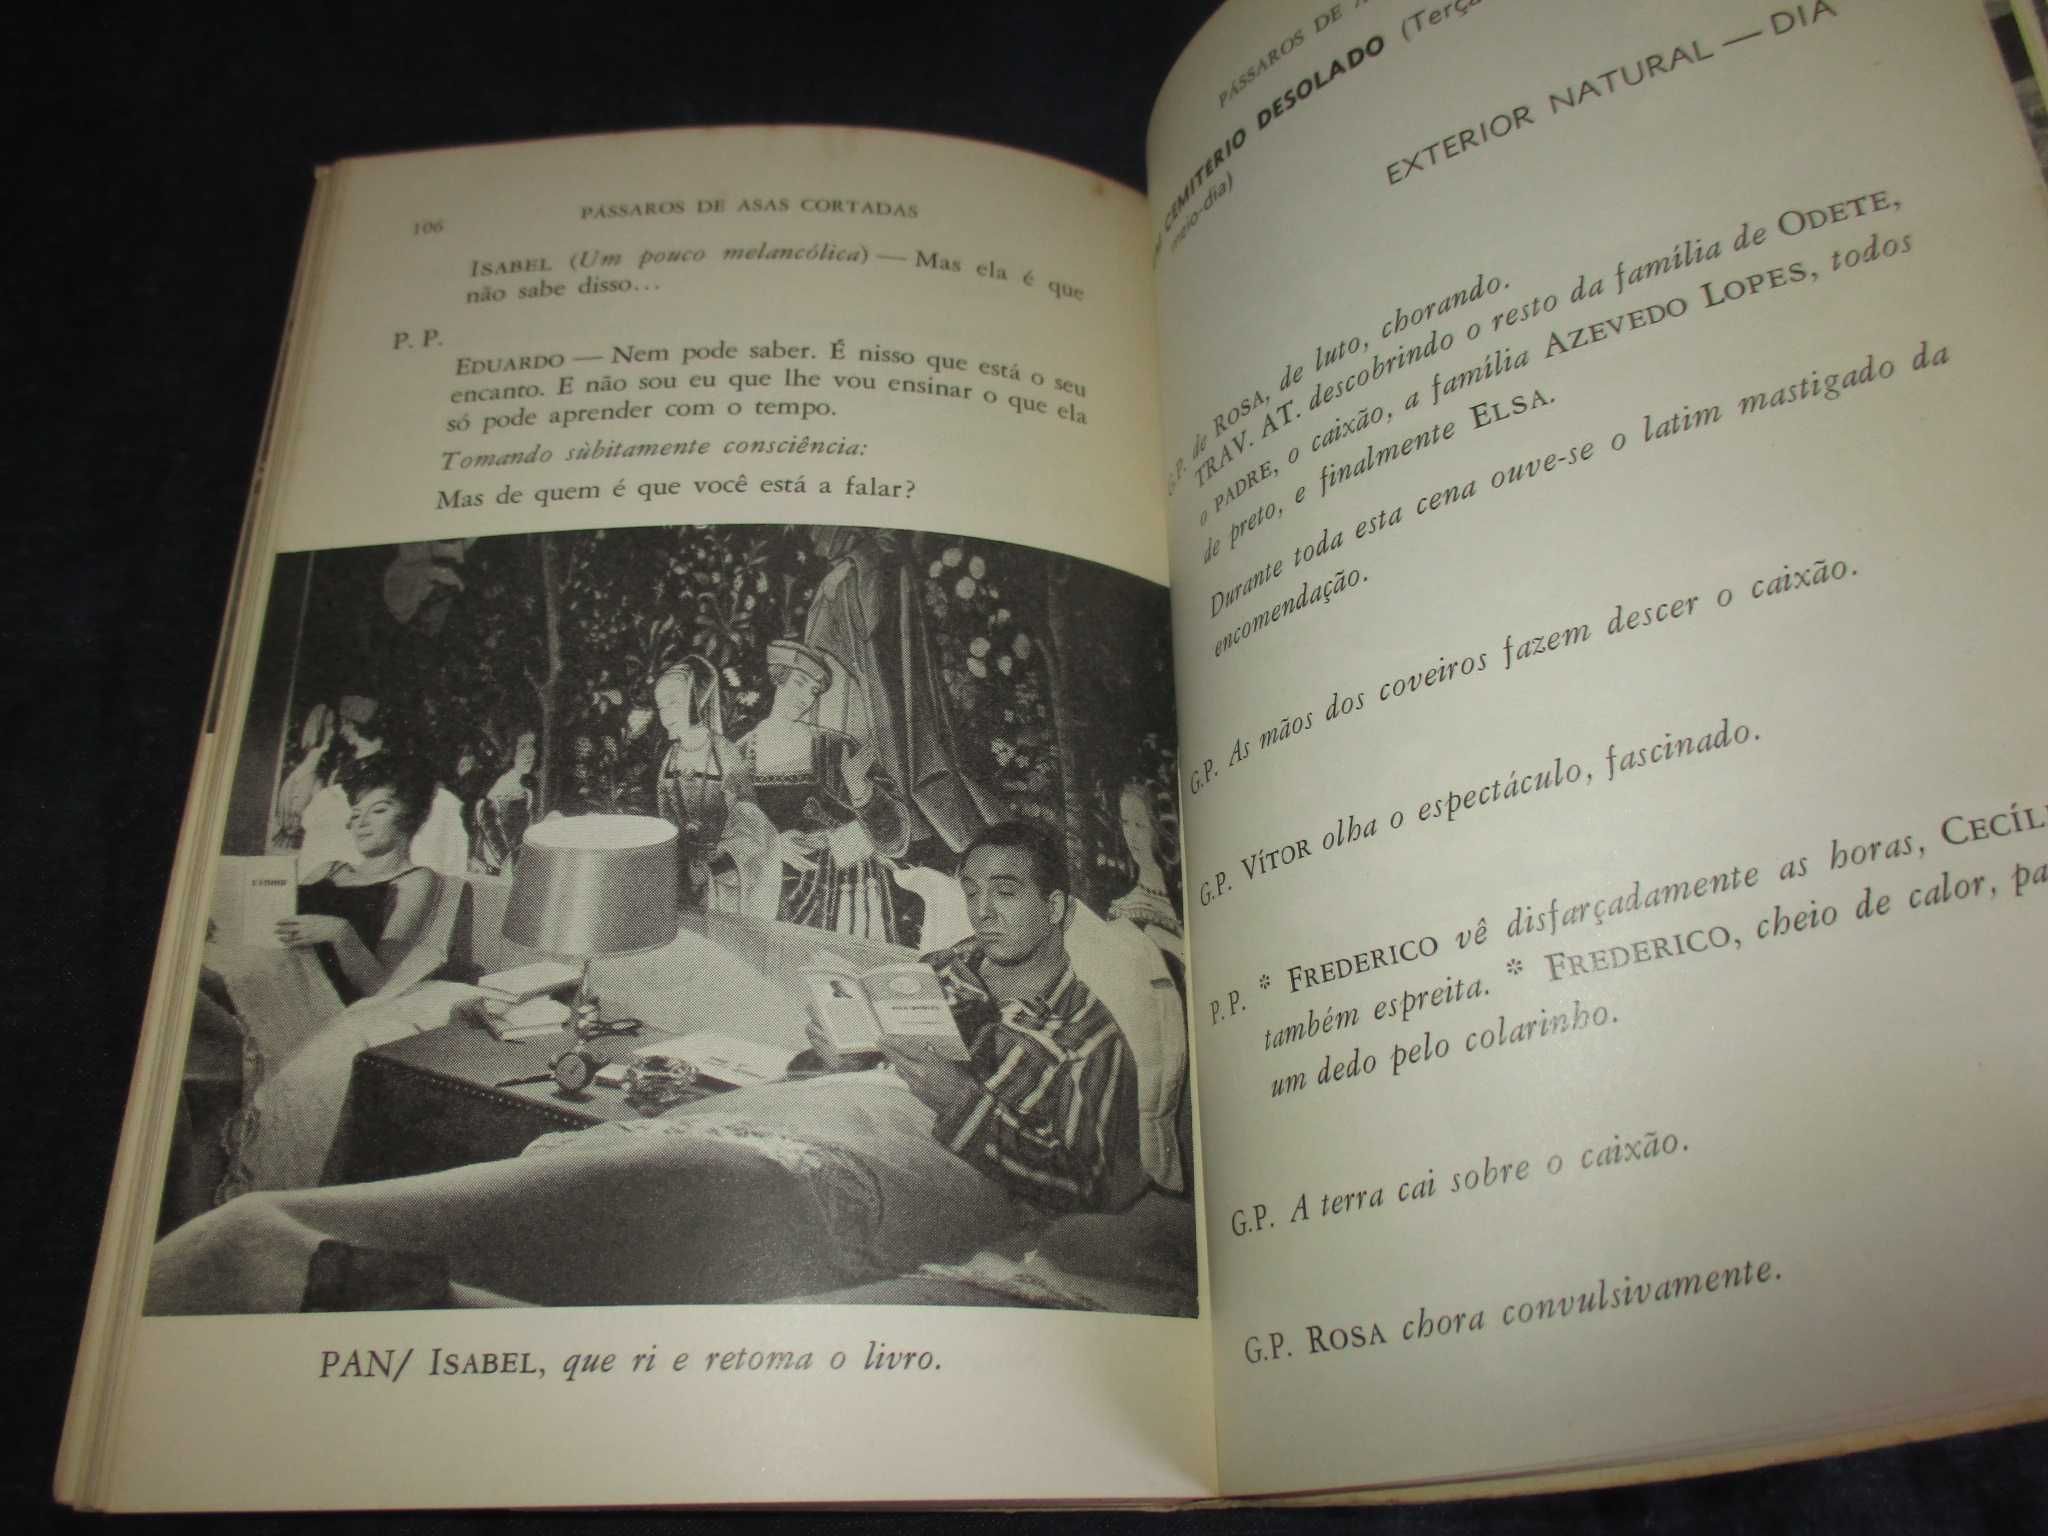 106
PÁSSAROS DE ASAS CORTADAS
ISABEL (Um pouco melancólica) — Mas ela é que
não sabe disso...
P. P.
EDUARDO — Nem pode saber. É nisso que está o seu
encanto. E não sou eu que lhe vou ensinar o que ela
só pode aprender com o tempo.
Tomando sùbitamente consciência:
Mas de quem é que você está a falar?
PAN/ ISABEL, que ri e retoma o livro.
PÁSSAROS DE
CEMITÉRIO DESOLADO (Terça
meio-dia)
EXTERIOR NATURAL — DIA
G.P. de ROSA, de luto, chorando.
TRAV. AT. descobrindo o resto da família de ODETE,
o PADRE, o caixão, a família AZEVEDO LOPES, todos
de preto, e finalmente ELSA.
Durante toda esta cena ouve-se o latim mastigado da
encomendação.
G.P. As mãos dos coveiros fazem descer o caixão.
G.P. VÍTOR olha o espectáculo, fascinado.
P. P. * FREDERICO vê disfarçadamente as horas, CECÍL
também espreita. * FREDERICO, cheio de calor, pa
um dedo pelo colarinho.
G.P. A terra cai sobre o caixão.
G.P. ROSA chora convulsivamente.